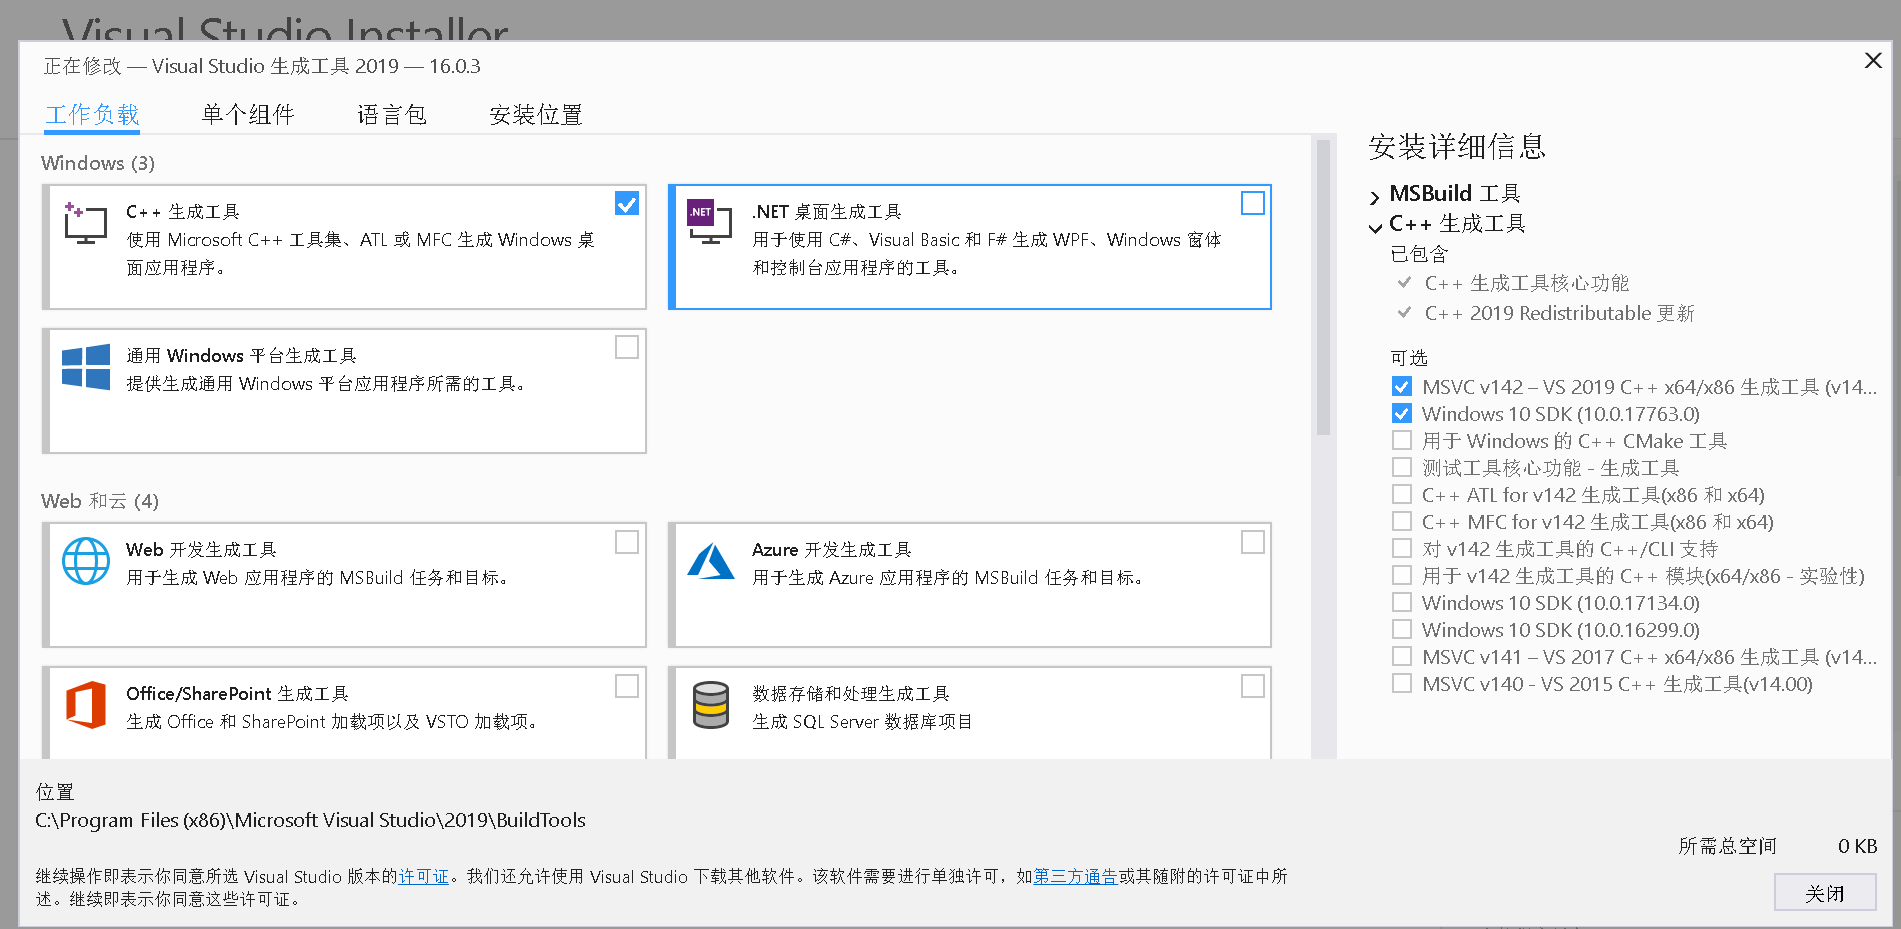 Visual Studio Installer
正在修改 — Visual Studio 生成工具 2019 — 16.0.3
工作负载
单个组件
语言包
安装位置
Windows (3)
C++ 生成工具
使用 Microsoft C++ 工具集、ATL 或 MFC 生成 Windows 桌
面应用程序。
.NET
.NET 桌面生成工具
用于使用 C#、Visual Basic 和 F# 生成 WPF、Windows 窗体
和控制台应用程序的工具。
通用 Windows 平台生成工具
提供生成通用 Windows 平台应用程序所需的工具。
Web 和云 (4)
Web 开发生成工具
用于生成 Web 应用程序的 MSBuild 任务和目标。
Azure 开发生成工具
用于生成 Azure 应用程序的 MSBuild 任务和目标。
Office/SharePoint 生成工具
生成 Office 和 SharePoint 加载项以及 VSTO 加载项。
数据存储和处理生成工具
生成 SQL Server 数据库项目
安装详细信息
MSBuild 工具
C++ 生成工具
已包含
C++ 生成工具核心功能
C++ 2019 Redistributable 更新
可选
MSVC v142 – VS 2019 C++ x64/x86 生成工具 (v14...
Windows 10 SDK (10.0.17763.0)
用于 Windows 的 C++ CMake 工具
测试工具核心功能 - 生成工具
C++ ATL for v142 生成工具(x86 和 x64)
C++ MFC for v142 生成工具(x86 和 x64)
对 v142 生成工具的 C++/CLI 支持
用于 v142 生成工具的 C++ 模块(x64/x86 - 实验性)
Windows 10 SDK (10.0.17134.0)
Windows 10 SDK (10.0.16299.0)
MSVC v141 – VS 2017 C++ x64/x86 生成工具 (v14...
MSVC v140 - VS 2015 C++ 生成工具(v14.00)
位置
C:\Program Files (x86)\Microsoft Visual Studio\2019\BuildTools
所需总空间 0 KB
继续操作即表示你同意所选 Visual Studio 版本的许可证。我们还允许使用 Visual Studio 下载其他软件。该软件需要进行单独许可，如第三方通告或其随附的许可证中所
述。继续即表示你同意这些许可证。
关闭